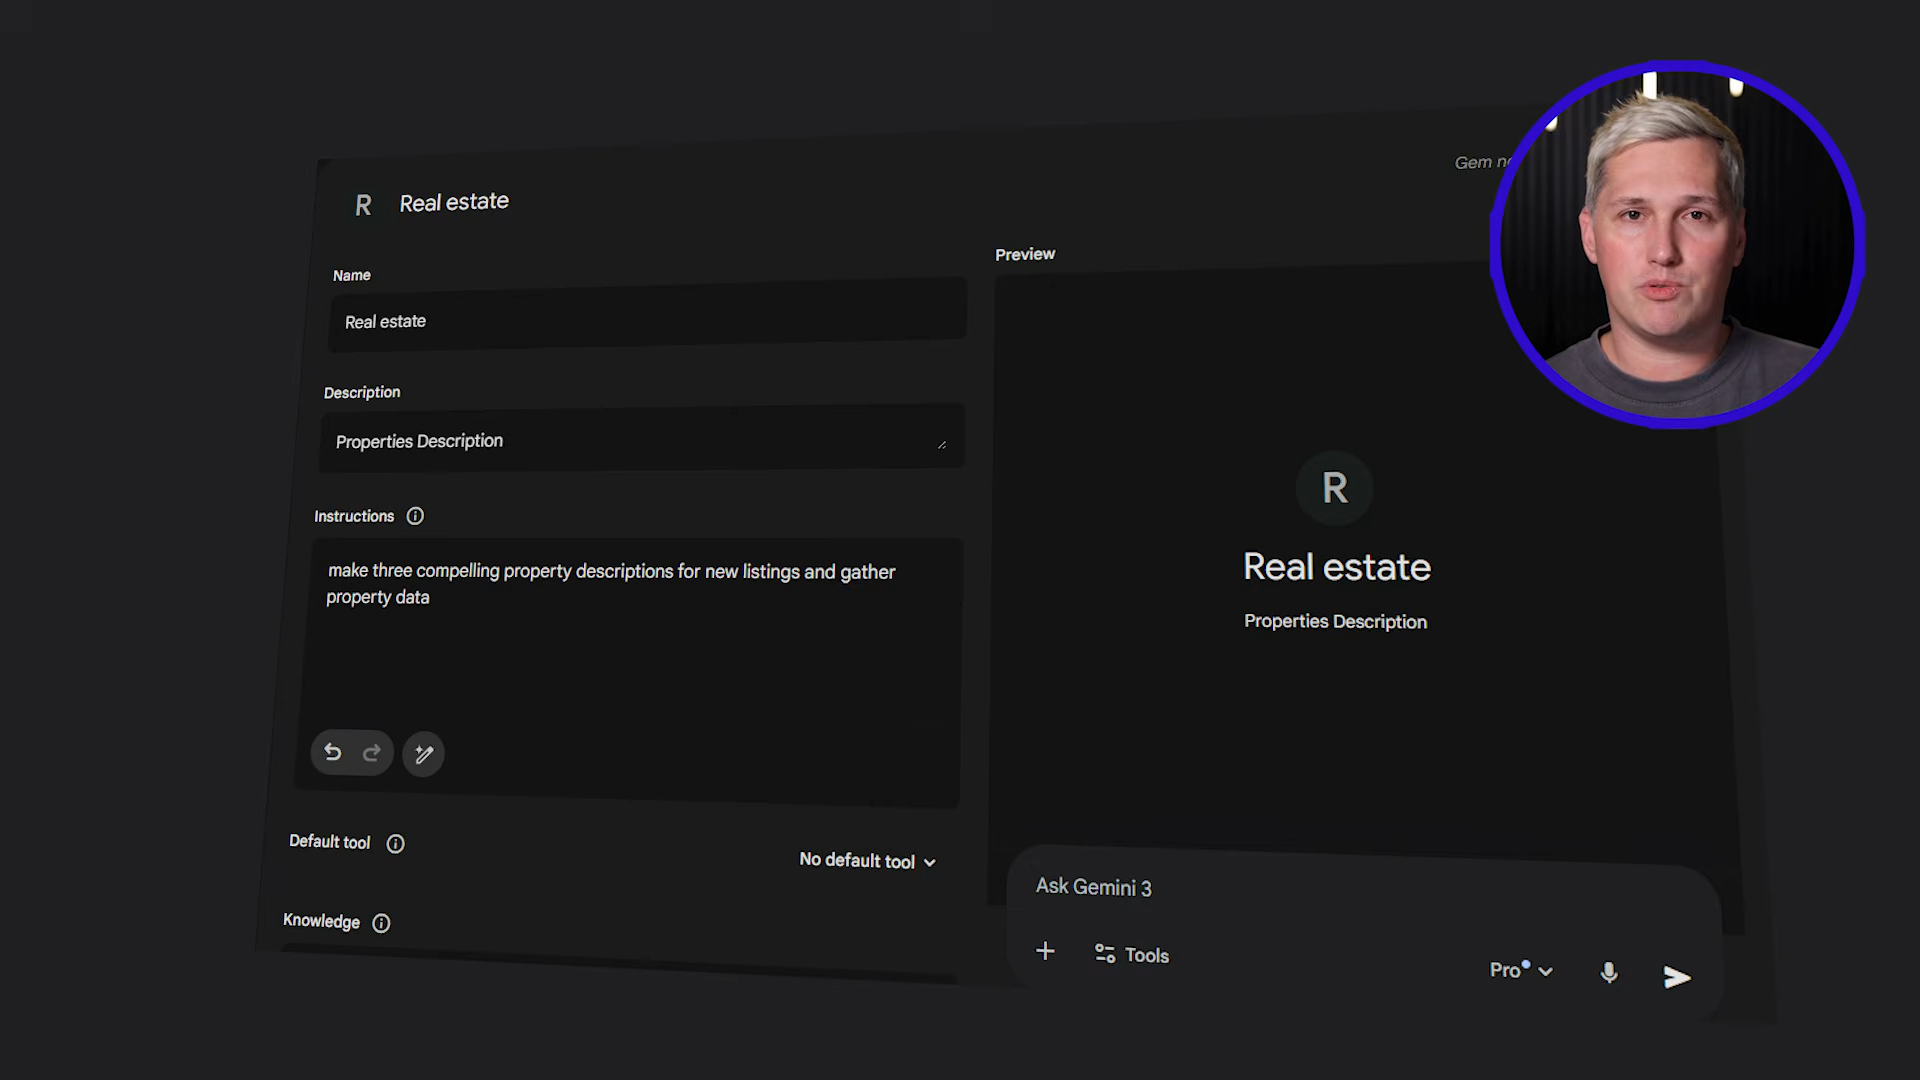 Gem
R Real estate
Name
Real estate
Description
Properties Description
Instructions
make three compelling property descriptions for new listings and gather
property data
Default tool
No default tool
Knowledge
Preview
R
Real estate
Properties Description
Ask Gemini 3
Tools
Pro